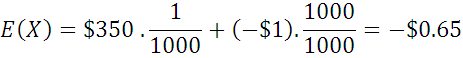 E(X) = $350 . 1/1000 + (−$1). 1000/1000 = −$0.65